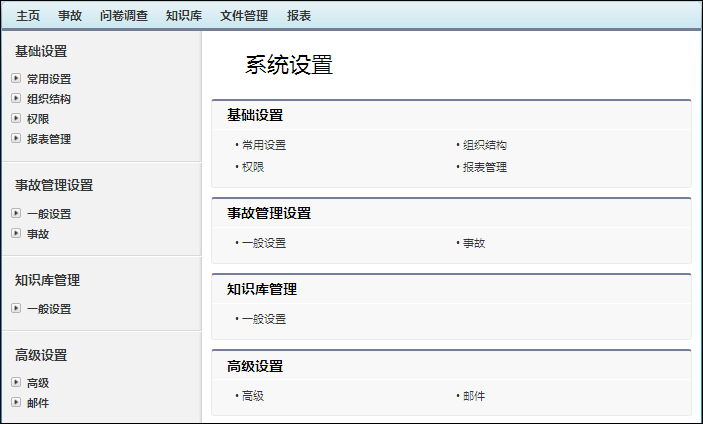 主页 事故 问卷调查 知识库 文件管理 报表
基础设置
常用设置
组织结构
权限
报表管理
事故管理设置
一般设置
事故
知识库管理
一般设置
高级设置
高级
邮件
系统设置
基础设置
• 常用设置 • 组织结构
• 权限 • 报表管理
事故管理设置
• 一般设置 • 事故
知识库管理
• 一般设置
高级设置
• 高级 • 邮件